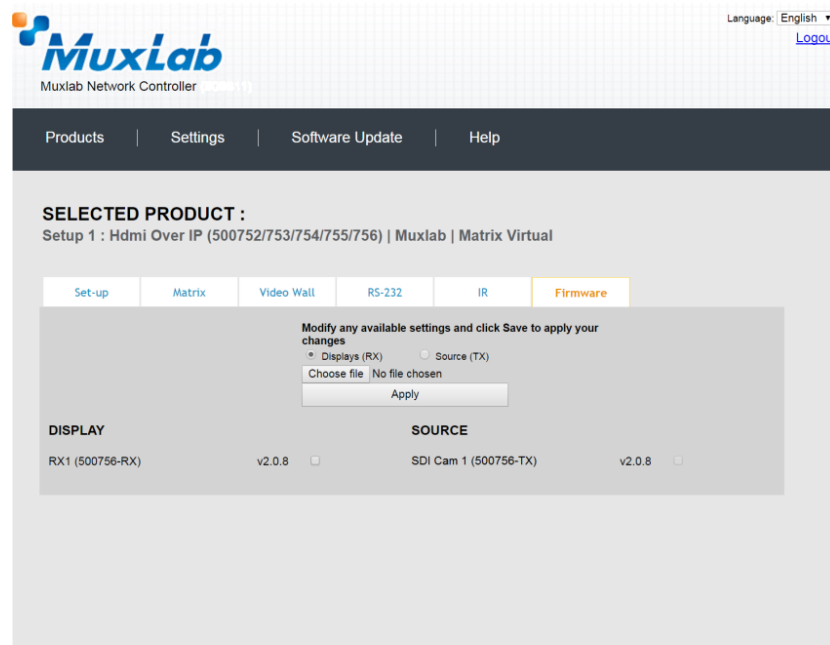 Language: English
Logou
MuxLab
Muxlab Network Controller
Products | Settings | Software Update | Help
SELECTED PRODUCT :
Setup 1 : Hdmi Over IP (500752/753/754/755/756) | Muxlab | Matrix Virtual
Set-up Matrix Video Wall RS-232 IR Firmware
Modify any available settings and click Save to apply your
changes
Displays (RX) Source (TX)
Choose file No file chosen
Apply
DISPLAY SOURCE
RX1 (500756-RX) v2.0.8 SDI Cam 1 (500756-TX) v2.0.8